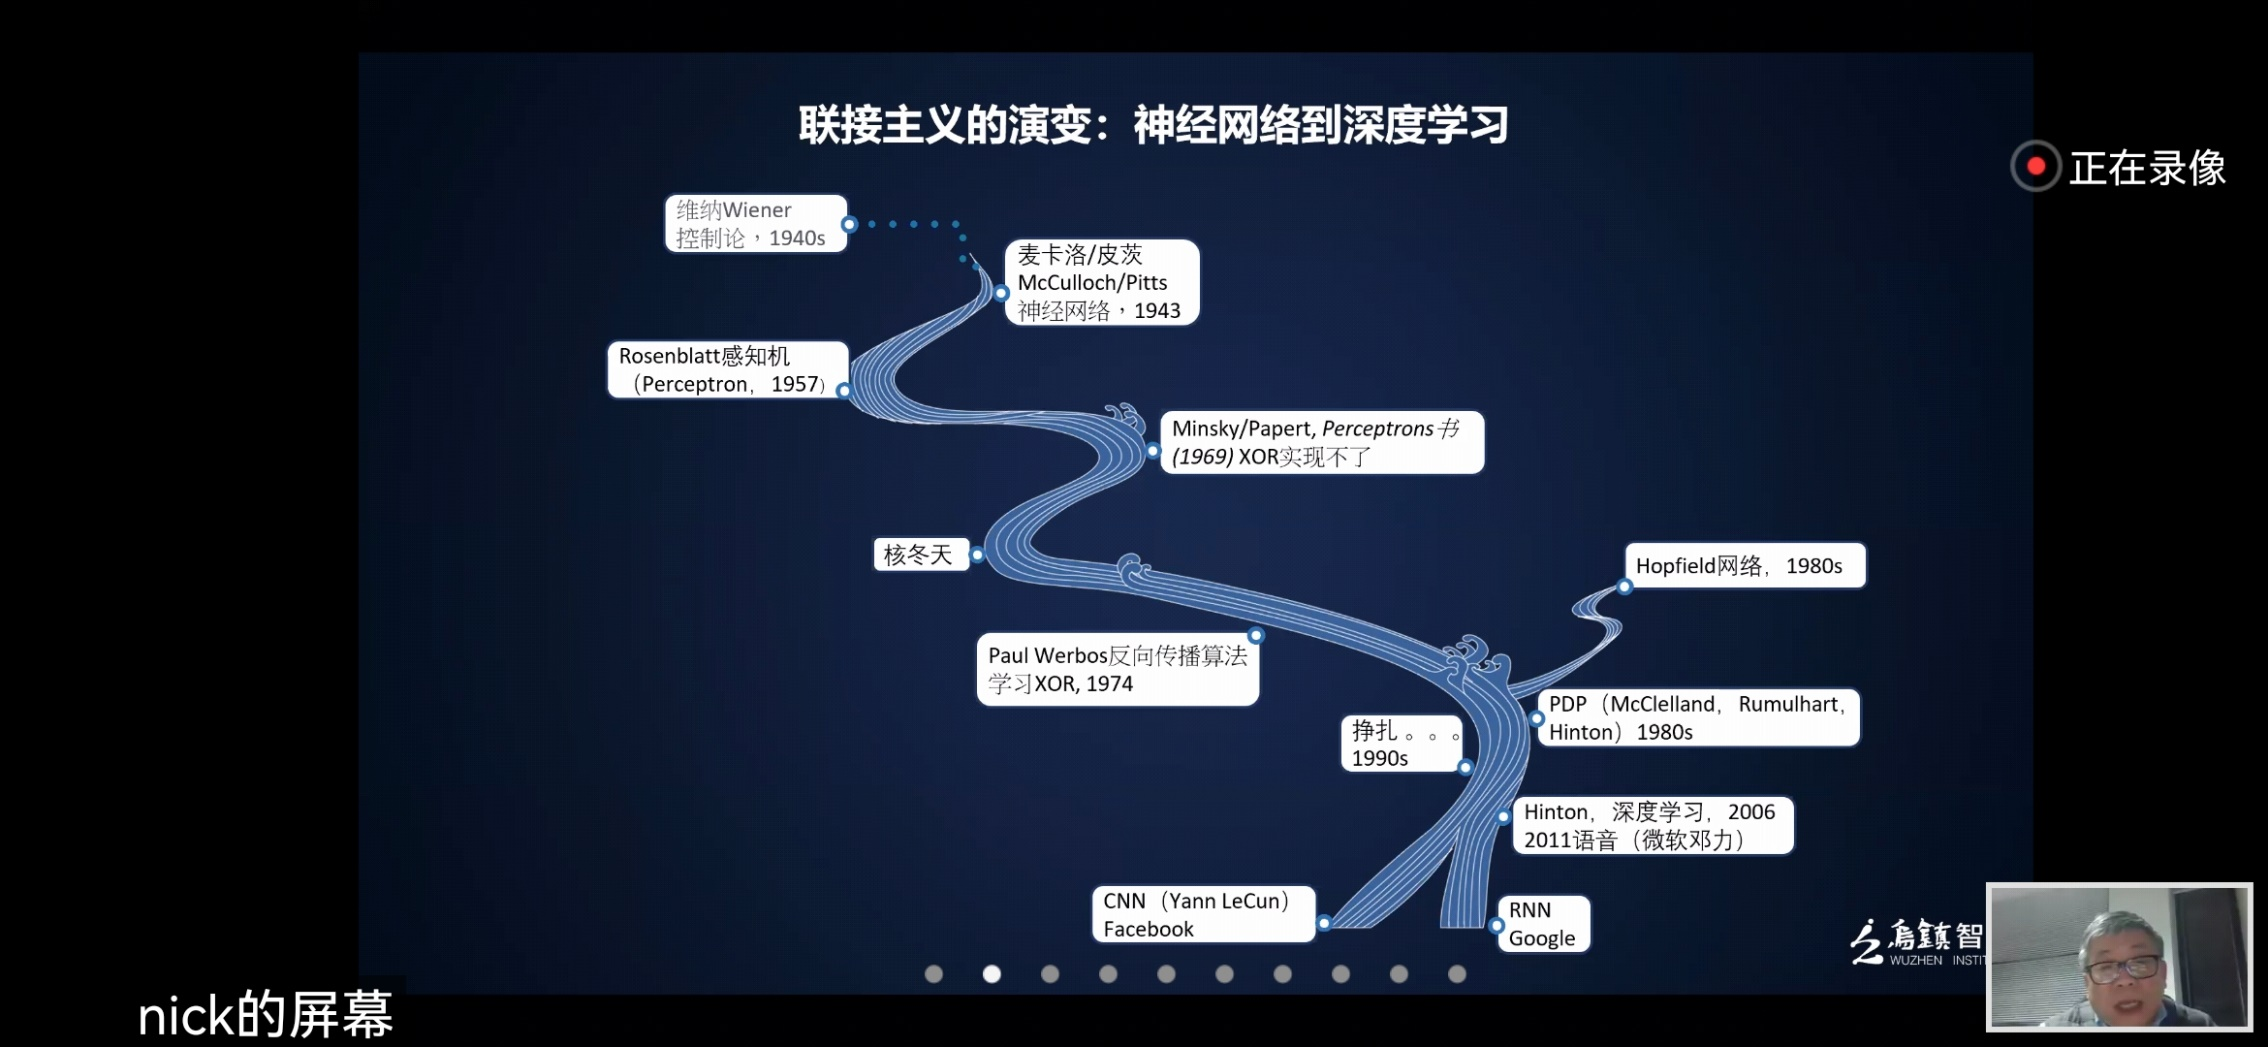 联接主义的演变：神经网络到深度学习
正在录像
维纳Wiener
控制论，1940s
麦卡洛/皮茨
McCulloch/Pitts
神经网络，1943
Rosenblatt感知机
（Perceptron，1957）
Minsky/Papert, Perceptrons书
(1969) XOR实现不了
核冬天
Hopfield网络，1980s
Paul Werbos反向传播算法
学习XOR, 1974
PDP（McClelland，Rumulhart，
Hinton）1980s
挣扎。。。
1990s
Hinton，深度学习，2006
2011语音（微软邓力）
CNN（Yann LeCun）
Facebook
RNN
Google
乌镇智
WUZHEN INSTI
nick的屏幕